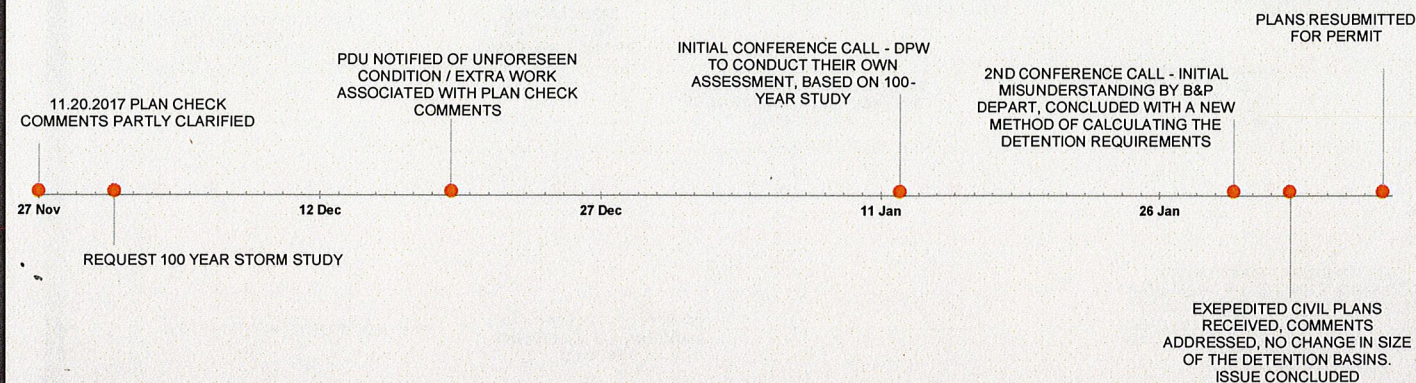 PLANS RESUBMITTED
FOR PERMIT
INITIAL CONFERENCE CALL - DPW
TO CONDUCT THEIR OWN
ASSESSMENT, BASED ON 100-
YEAR STUDY
PDU NOTIFIED OF UNFORESEEN
CONDITION / EXTRA WORK
ASSOCIATED WITH PLAN CHECK
COMMENTS
2ND CONFERENCE CALL - INITIAL
MISUNDERSTANDING BY B&P
DEPART, CONCLUDED WITH A NEW
METHOD OF CALCULATING THE
DETENTION REQUIREMENTS
11.20.2017 PLAN CHECK
COMMENTS PARTLY CLARIFIED
27 Nov
12 Dec
27 Dec
11 Jan
26 Jan
REQUEST 100 YEAR STORM STUDY
EXEPEDITED CIVIL PLANS
RECEIVED, COMMENTS
ADDRESSED, NO CHANGE IN SIZE
OF THE DETENTION BASINS.
ISSUE CONCLUDED